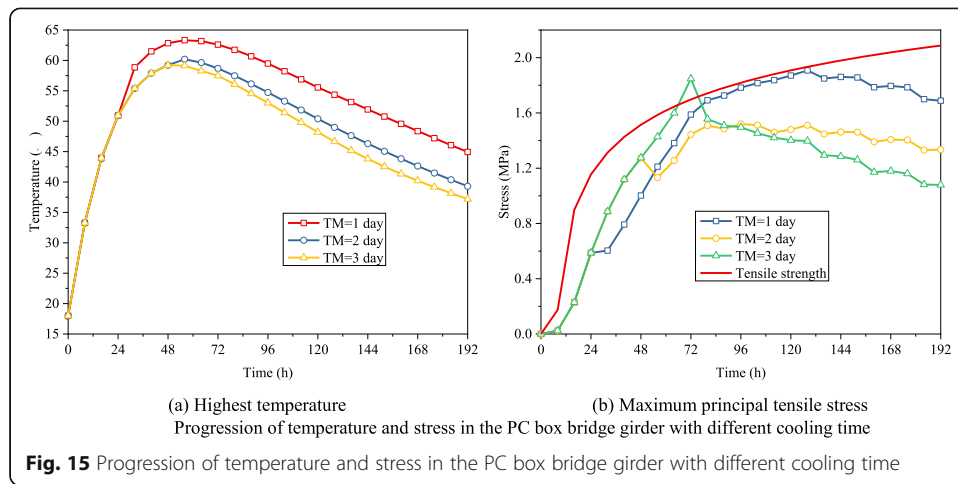 65
60
55
50
45
40
35
30
25
20
15
Temperature (
TM=1 day
TM=2 day
TM=3 day
0 24 48 72 96 120 144 168 192
Time (h)
(a) Highest temperature
2.0
1.6
1.2
0.8
0.4
0.0
Stress (MPa)
TM=1 day
TM=2 day
TM=3 day
Tensile strength
0 24 48 72 96 120 144 168 192
Time (h)
(b) Maximum principal tensile stress
Progression of temperature and stress in the PC box bridge girder with different cooling time
Fig. 15 Progression of temperature and stress in the PC box bridge girder with different cooling time